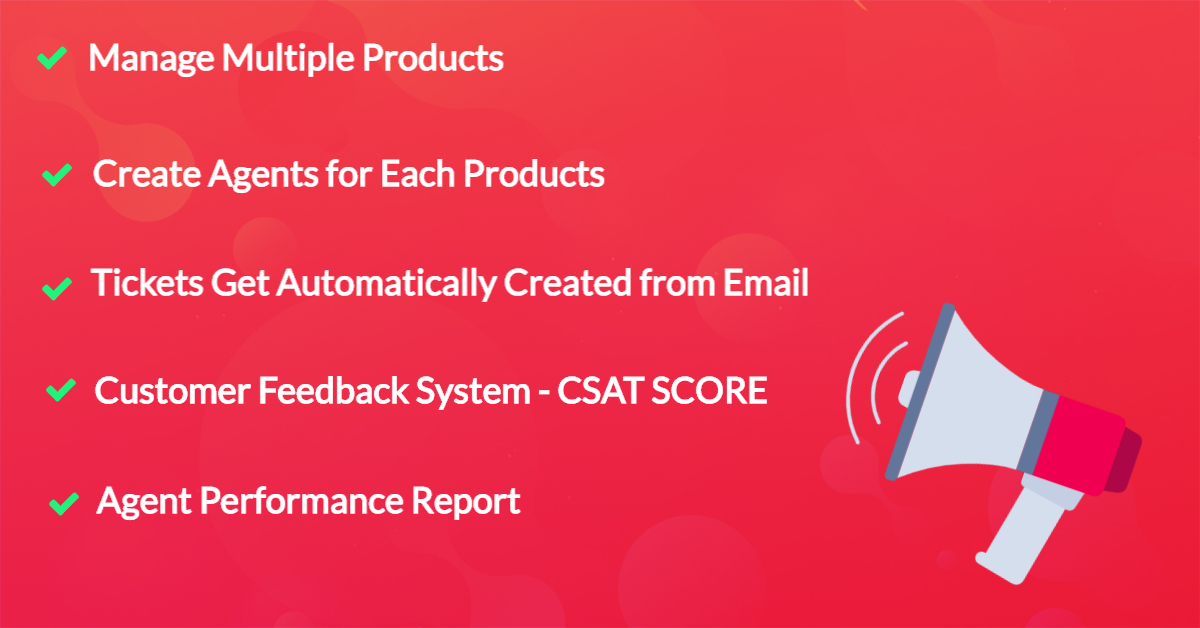 Manage Multiple Products
Create Agents for Each Products
Tickets Get Automatically Created from Email
Customer Feedback System - CSAT SCORE
Agent Performance Report